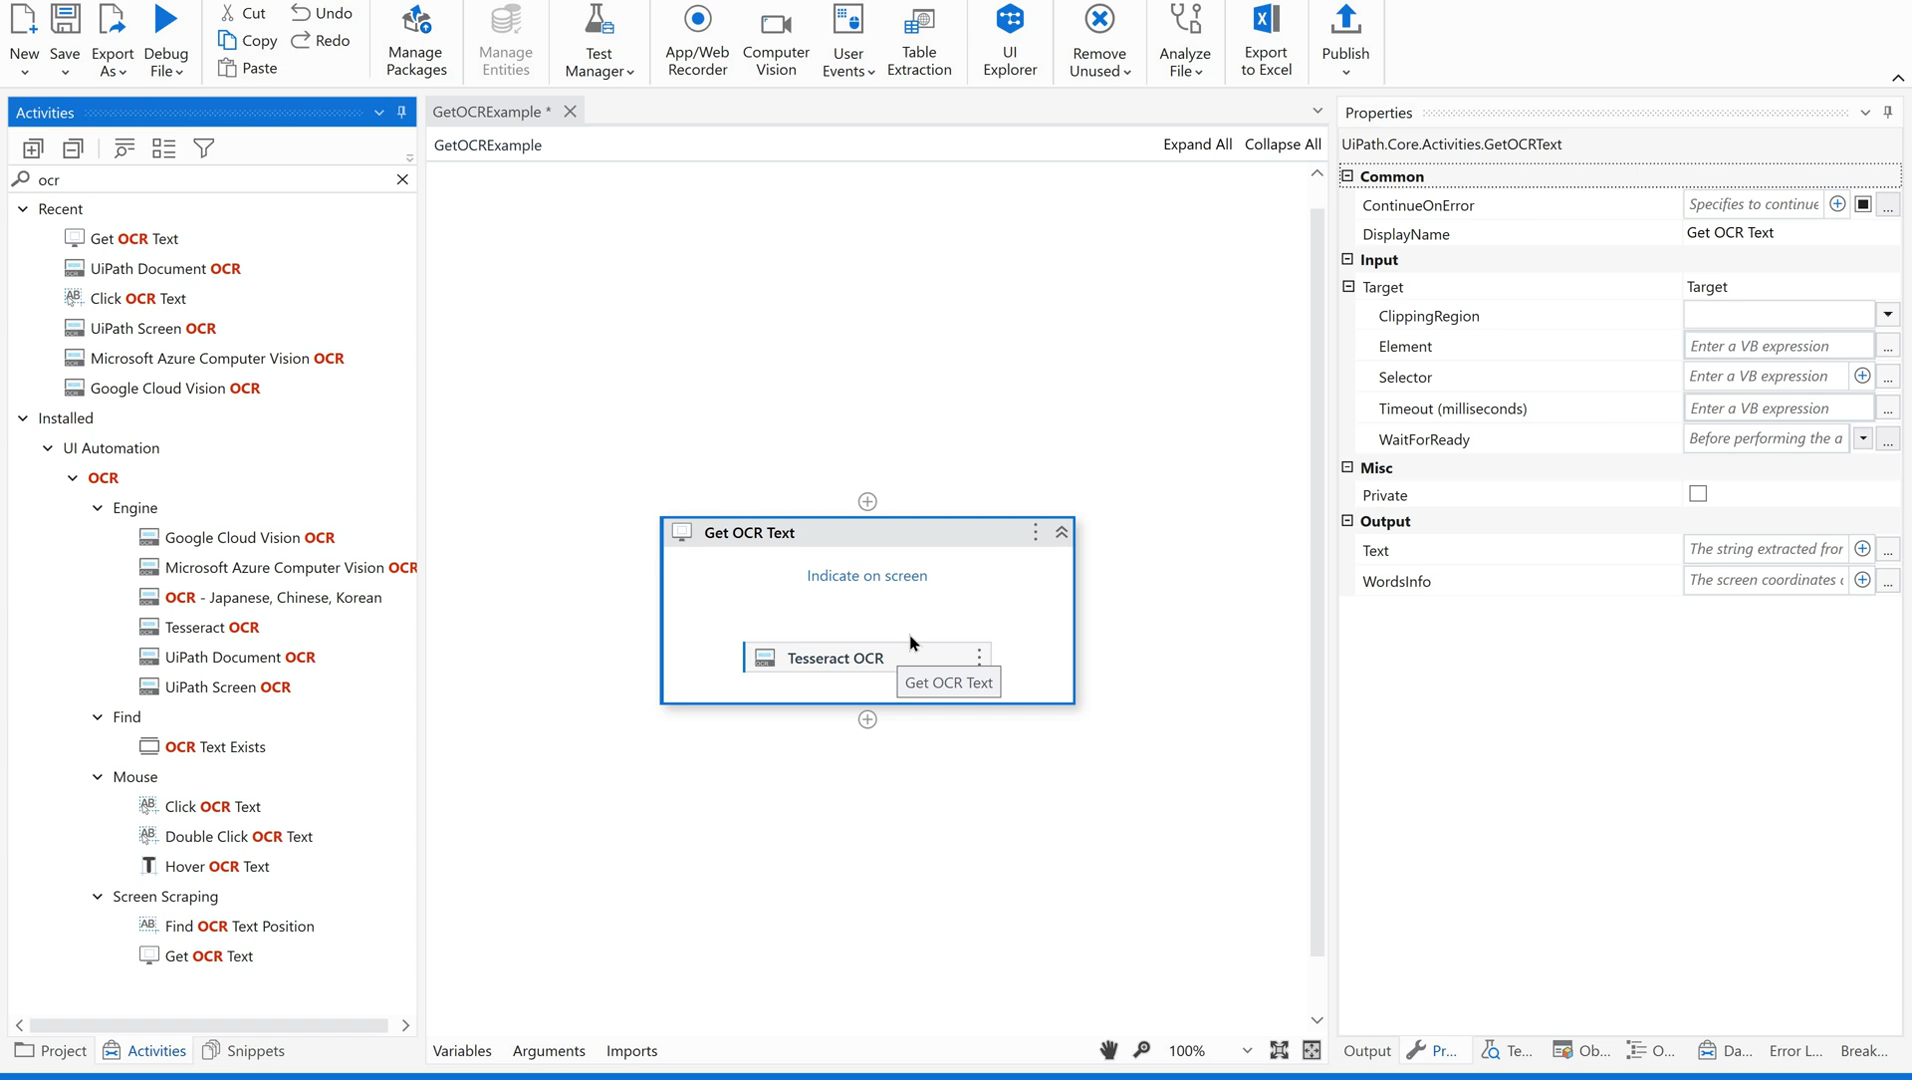 New
Save
Export As
Debug File
Cut
Copy
Paste
Undo
Redo
Manage Packages
Manage Entities
Test Manager
App/Web Recorder
Computer Vision
User Events
Table Extraction
UI Explorer
Remove Unused
Analyze File
Export to Excel
Publish
Activities
ocr
Recent
Get OCR Text
UiPath Document OCR
Click OCR Text
UiPath Screen OCR
Microsoft Azure Computer Vision OCR
Google Cloud Vision OCR
Installed
UI Automation
OCR
Engine
Google Cloud Vision OCR
Microsoft Azure Computer Vision OCR
OCR - Japanese, Chinese, Korean
Tesseract OCR
UiPath Document OCR
UiPath Screen OCR
Find
OCR Text Exists
Mouse
Click OCR Text
Double Click OCR Text
Hover OCR Text
Screen Scraping
Find OCR Text Position
Get OCR Text
Project
Activities
Snippets
GetOCRExample *
GetOCRExample
Expand All
Collapse All
Get OCR Text
Indicate on screen
Tesseract OCR
Get OCR Text
Variables
Arguments
Imports
100%
Properties
UiPath.Core.Activities.GetOCRText
Common
ContinueOnError Specifies to continue ...
DisplayName Get OCR Text
Input
Target Target
ClippingRegion
Element Enter a VB expression ...
Selector Enter a VB expression ...
Timeout (milliseconds) Enter a VB expression ...
WaitForReady Before performing the a ...
Misc
Private
Output
Text The string extracted fror ...
WordsInfo The screen coordinates c ...
Output
Pr...
Te...
Ob...
O...
Da...
Error L...
Break...